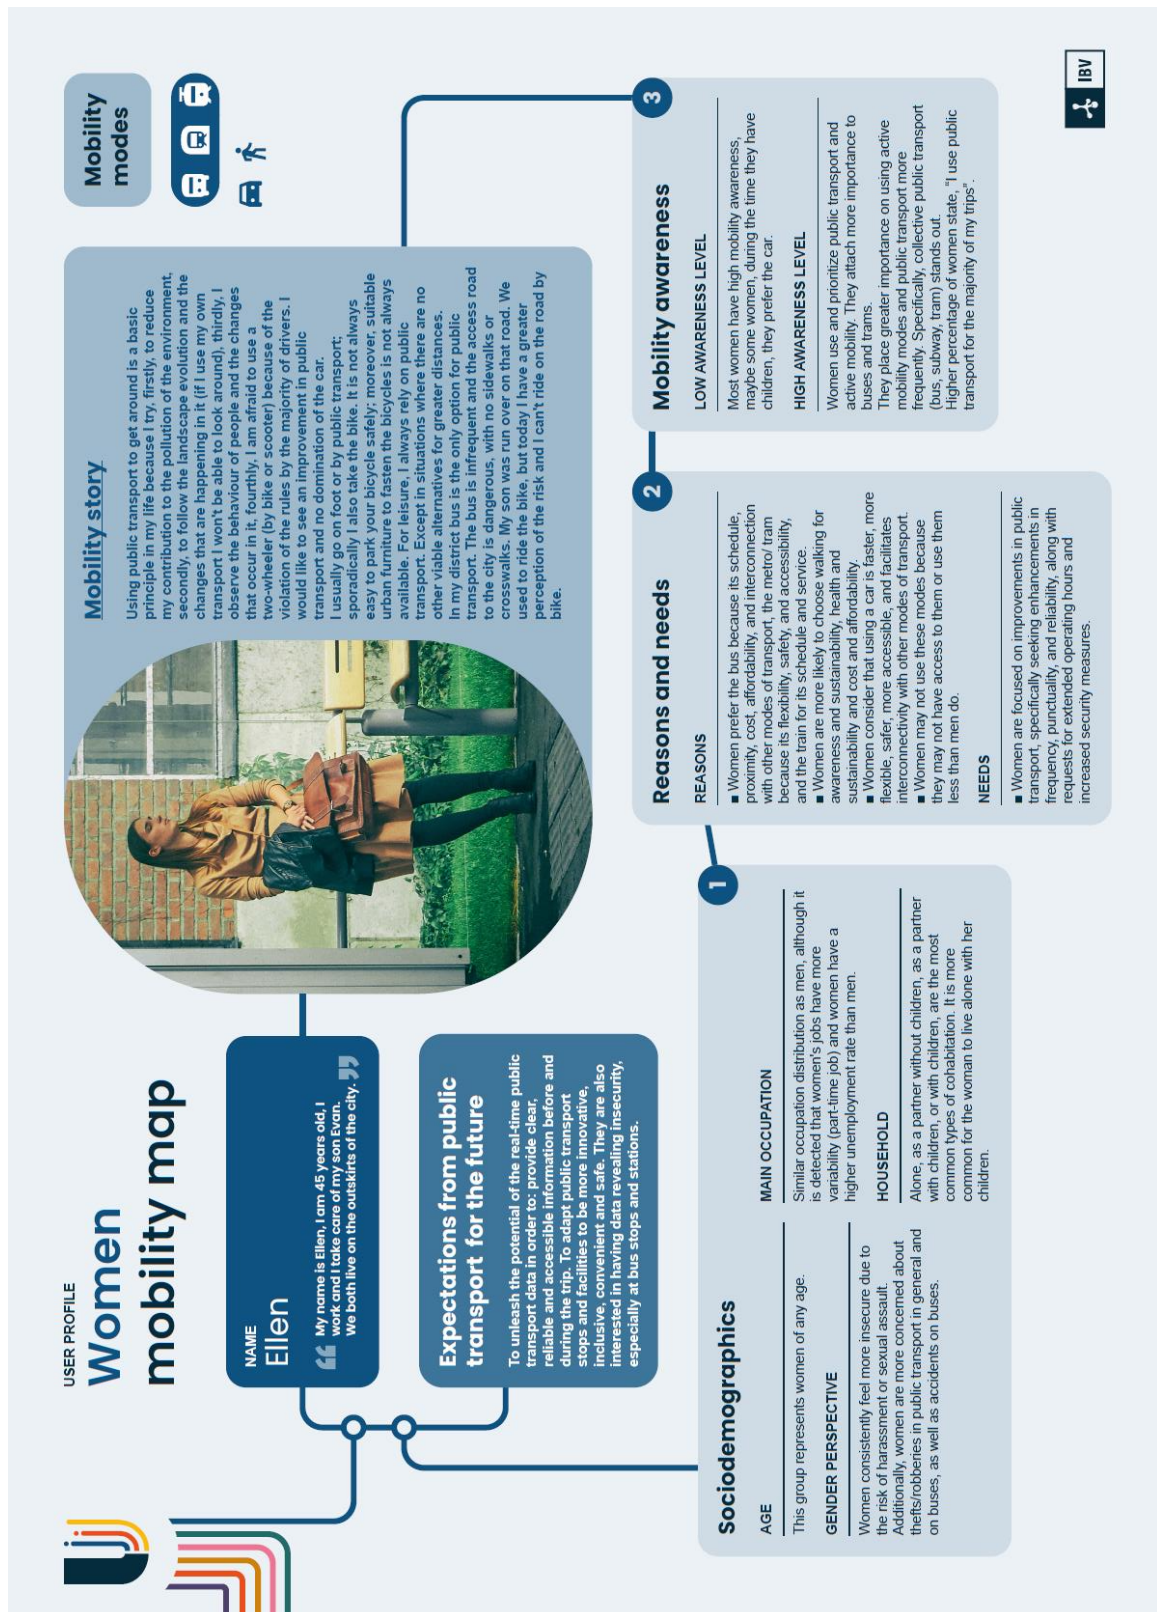 USER PROFILE
Women
mobility map
NAME
Ellen
My name is Ellen, I am 45 years old, I
work and I take care of my son Evan.
We both live on the outskirts of the city.
Expectations from public
transport for the future
To unleash the potential of the real-time public
transport data in order to: provide clear,
reliable and accessible information before and
during the trip. To adapt public transport
stops and facilities to be more innovative,
inclusive, convenient and safe. They are also
interested in having data revealing insecurity,
especially at bus stops and stations.
Mobility story
Using public transport to get around is a basic
principle in my life because I try, firstly, to reduce
my contribution to the pollution of the environment,
secondly, to follow the landscape evolution and the
changes that are happening in it (if I use my own
transport I won't be able to look around), thirdly, I
observe the behaviour of people and the changes
that occur in it, fourthly, I am afraid to use a
two-wheeler (by bike or scooter) because of the
violation of the rules by the majority of drivers. I
would like to see an improvement in public
transport and no domination of the car.
I usually go on foot or by public transport;
sporadically I also take the bike. It is not always
easy to park your bicycle safely; moreover, suitable
urban furniture to fasten the bicycles is not always
available. For leisure, I always rely on public
transport. Except in situations where there are no
other viable alternatives for greater distances.
In my district bus is the only option for public
transport. The bus is infrequent and the access road
to the city is dangerous, with no sidewalks or
crosswalks. My son was run over on that road. We
used to ride the bike, but today I have a greater
perception of the risk and I can't ride on the road by
bike.
Mobility
modes
Sociodemographics
1
AGE
This group represents women of any age.
GENDER PERSPECTIVE
Women consistently feel more insecure due to
the risk of harassment or sexual assault.
Additionally, women are more concerned about
thefts/robberies in public transport in general and
on buses, as well as accidents on buses.
MAIN OCCUPATION
Similar occupation distribution as men, although it
is detected that women's jobs have more
variability (part-time job) and women have a
higher unemployment rate than men.
HOUSEHOLD
Alone, as a partner without children, as a partner
with children, or with children, are the most
common types of cohabitation. It is more
common for the woman to live alone with her
children.
Reasons and needs
2
REASONS
■ Women prefer the bus because its schedule,
proximity, cost, affordability, and interconnection
with other modes of transport, the metro/ tram
because its flexibility, safety, and accessibility,
and the train for its schedule and service.
■ Women are more likely to choose walking for
awareness and sustainability, health and
sustainability and cost and affordability.
■ Women consider that using a car is faster, more
flexible, safer, more accessible, and facilitates
interconnectivity with other modes of transport.
■ Women may not use these modes because
they may not have access to them or use them
less than men do.
NEEDS
■ Women are focused on improvements in public
transport, specifically seeking enhancements in
frequency, punctuality, and reliability, along with
requests for extended operating hours and
increased security measures.
Mobility awareness
3
LOW AWARENESS LEVEL
Most women have high mobility awareness,
maybe some women, during the time they have
children, they prefer the car.
HIGH AWARENESS LEVEL
Women use and prioritize public transport and
active mobility. They attach more importance to
buses and trams.
They place greater importance on using active
mobility modes and public transport more
frequently. Specifically, collective public transport
(bus, subway, tram) stands out.
Higher percentage of women state, "I use public
transport for the majority of my trips".
IBV